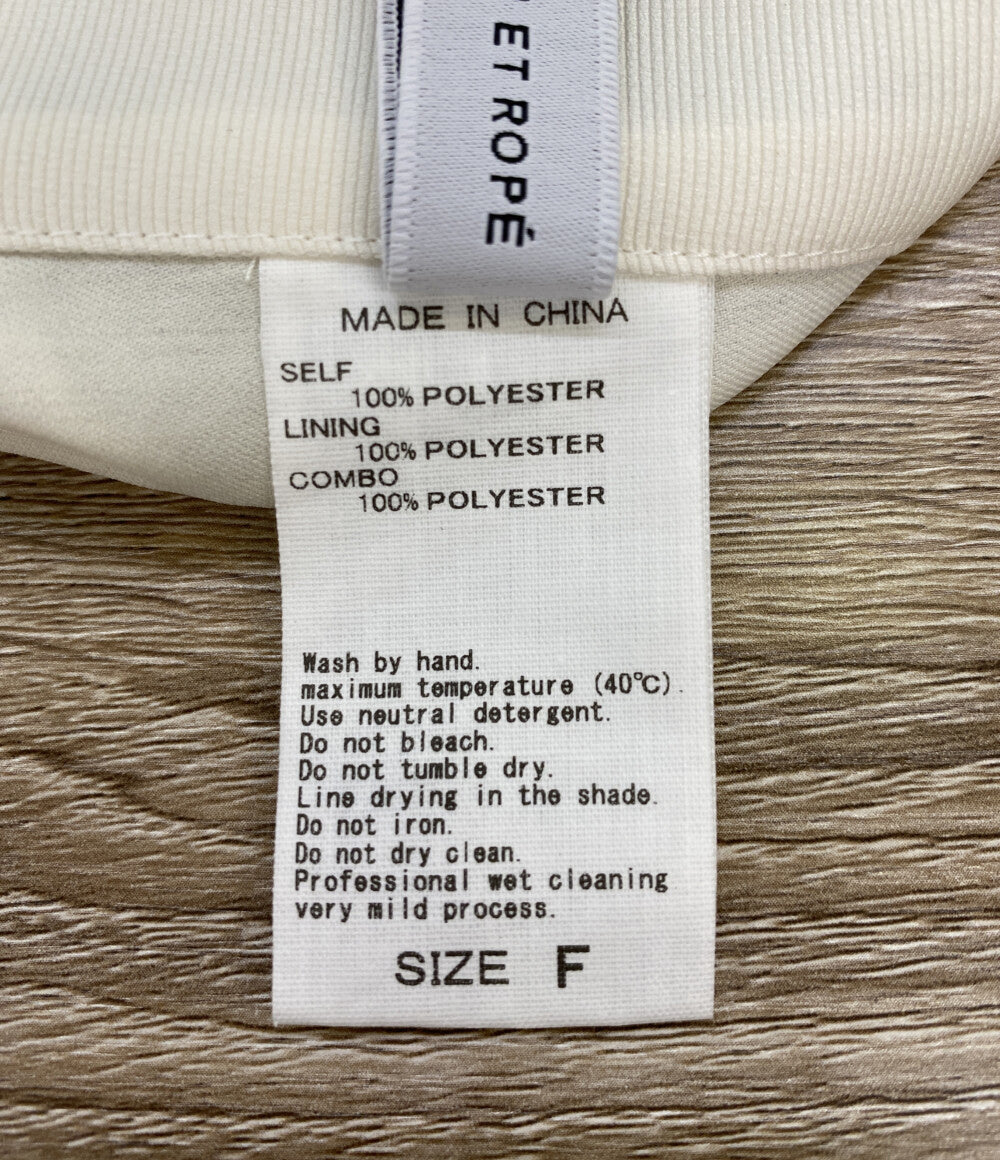 ET ROPÉ
MADE IN CHINA
SELF
100% POLYESTER
LINING
100% POLYESTER
COMBO
100% POLYESTER
Wash by hand.
maximum temperature (40℃).
Use neutral detergent.
Do not bleach.
Do not tumble dry.
Line drying in the shade.
Do not iron.
Do not dry clean.
Professional wet cleaning
very mild process.
SIZE F